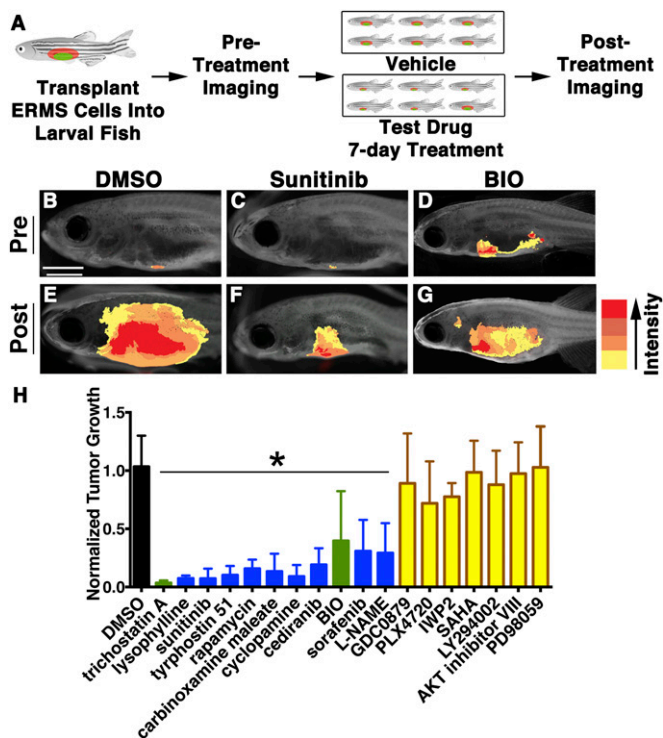 A
Transplant
ERMS Cells Into
Larval Fish
Pre-
Treatment
Imaging
Vehicle
Test Drug
7-day Treatment
Post-
Treatment
Imaging
DMSO
Sunitinib
BIO
Pre
B
C
D
Post
E
F
G
Intensity
H
Normalized Tumor Growth
1.5
1.0
0.5
0.0
*
DMSO
trichostatin A
lysophylline
sunitinib
tyrphostin 51
rapamycin
carbinoxamine maleate
cyclopamine
cediranib
BIO
sorafenib
L-NAME
GDC0879
PLX4720
IWP2
SAHA
LY294002
AKT inhibitor VIII
PD98059